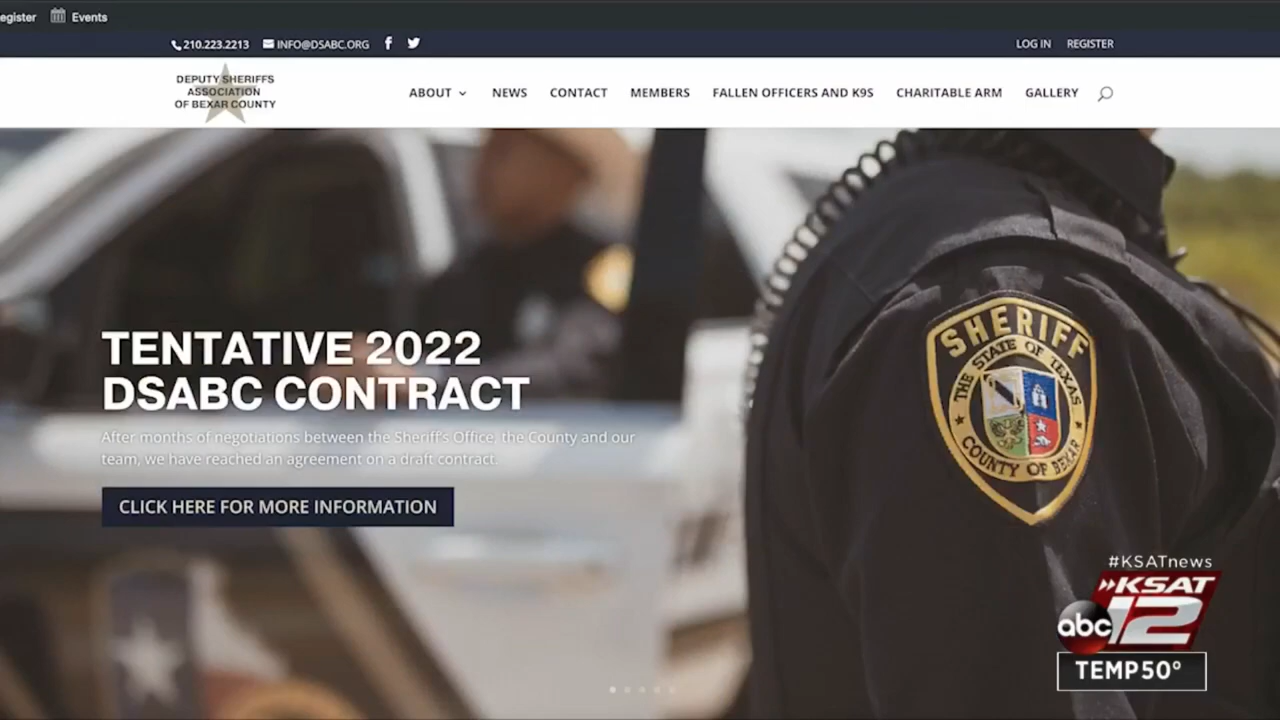 egister Events
210.223.2213 INFO@DSABC.ORG LOG IN REGISTER
DEPUTY SHERIFFS
ASSOCIATION
OF BEXAR COUNTY
ABOUT NEWS CONTACT MEMBERS FALLEN OFFICERS AND K9S CHARITABLE ARM GALLERY
SHERIFF
THE STATE OF TEXAS
COUNTY OF BEXAR
TENTATIVE 2022
DSABC CONTRACT
After months of negotiations between the Sheriff's Office, the County and our
team, we have reached an agreement on a draft contract.
CLICK HERE FOR MORE INFORMATION
#KSATnews
KSAT
abc 12
TEMP 50°